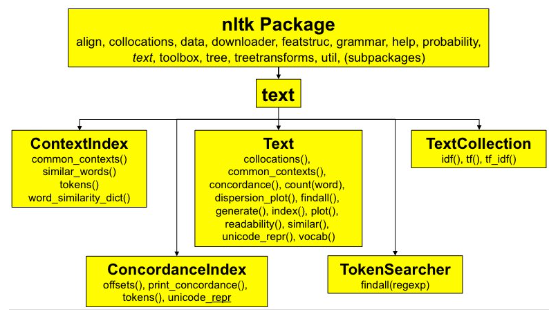 nltk Package
align, collocations, data, downloader, featstruc, grammar, help, probability,
text, toolbox, tree, treetransforms, util, (subpackages)
text
ContextIndex
common_contexts()
similar_words()
tokens()
word_similarity_dict()
Text
collocations(),
common_contexts(),
concordance(), count(word),
dispersion_plot(), findall(),
generate(), index(), plot(),
readability(), similar(),
unicode_repr(), vocab()
TextCollection
idf(), tf(), tf_idf()
ConcordanceIndex
offsets(), print_concordance(),
tokens(), unicode_repr
TokenSearcher
findall(regexp)